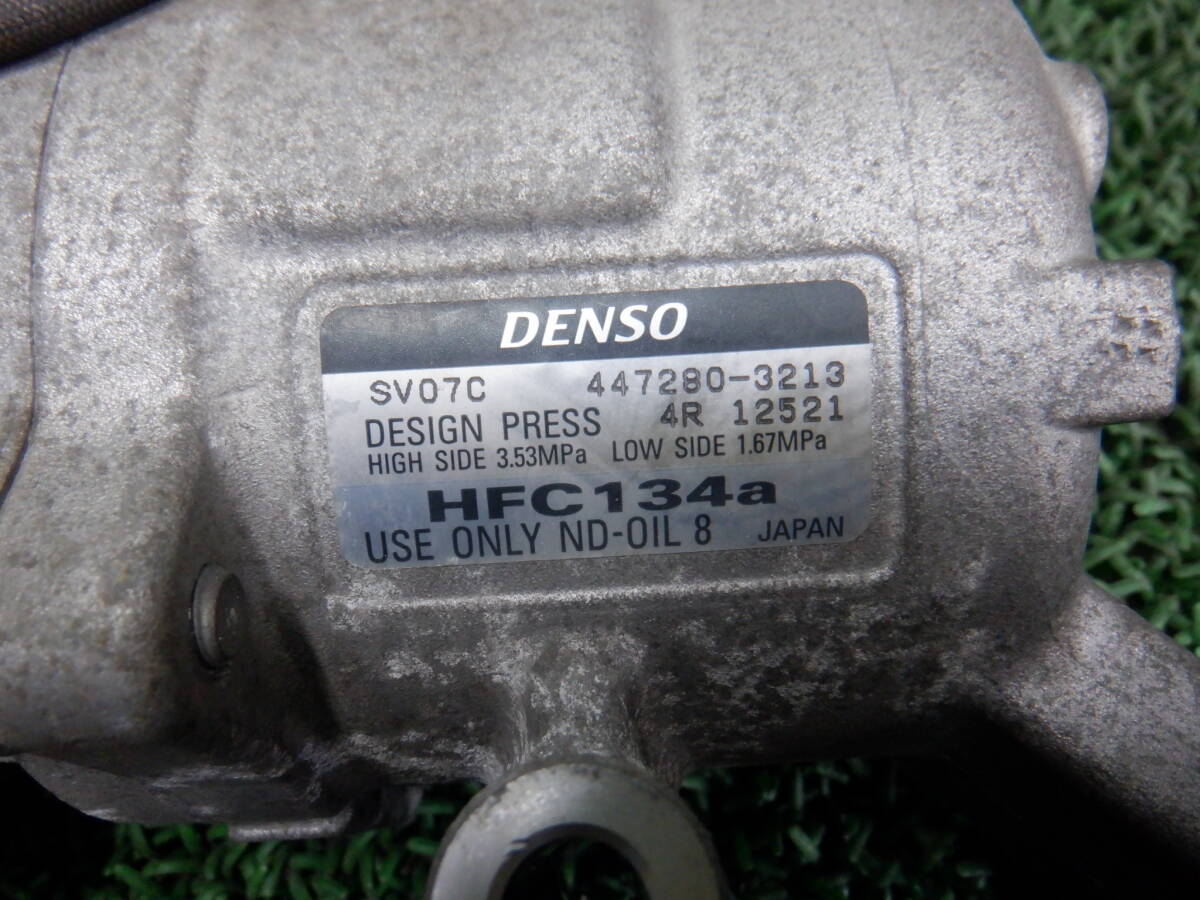 DENSO
SV07C 447280-3213
DESIGN PRESS 4R 12521
HIGH SIDE 3.53MPa LOW SIDE 1.67MPa
HFC134a
USE ONLY ND-OIL 8 JAPAN